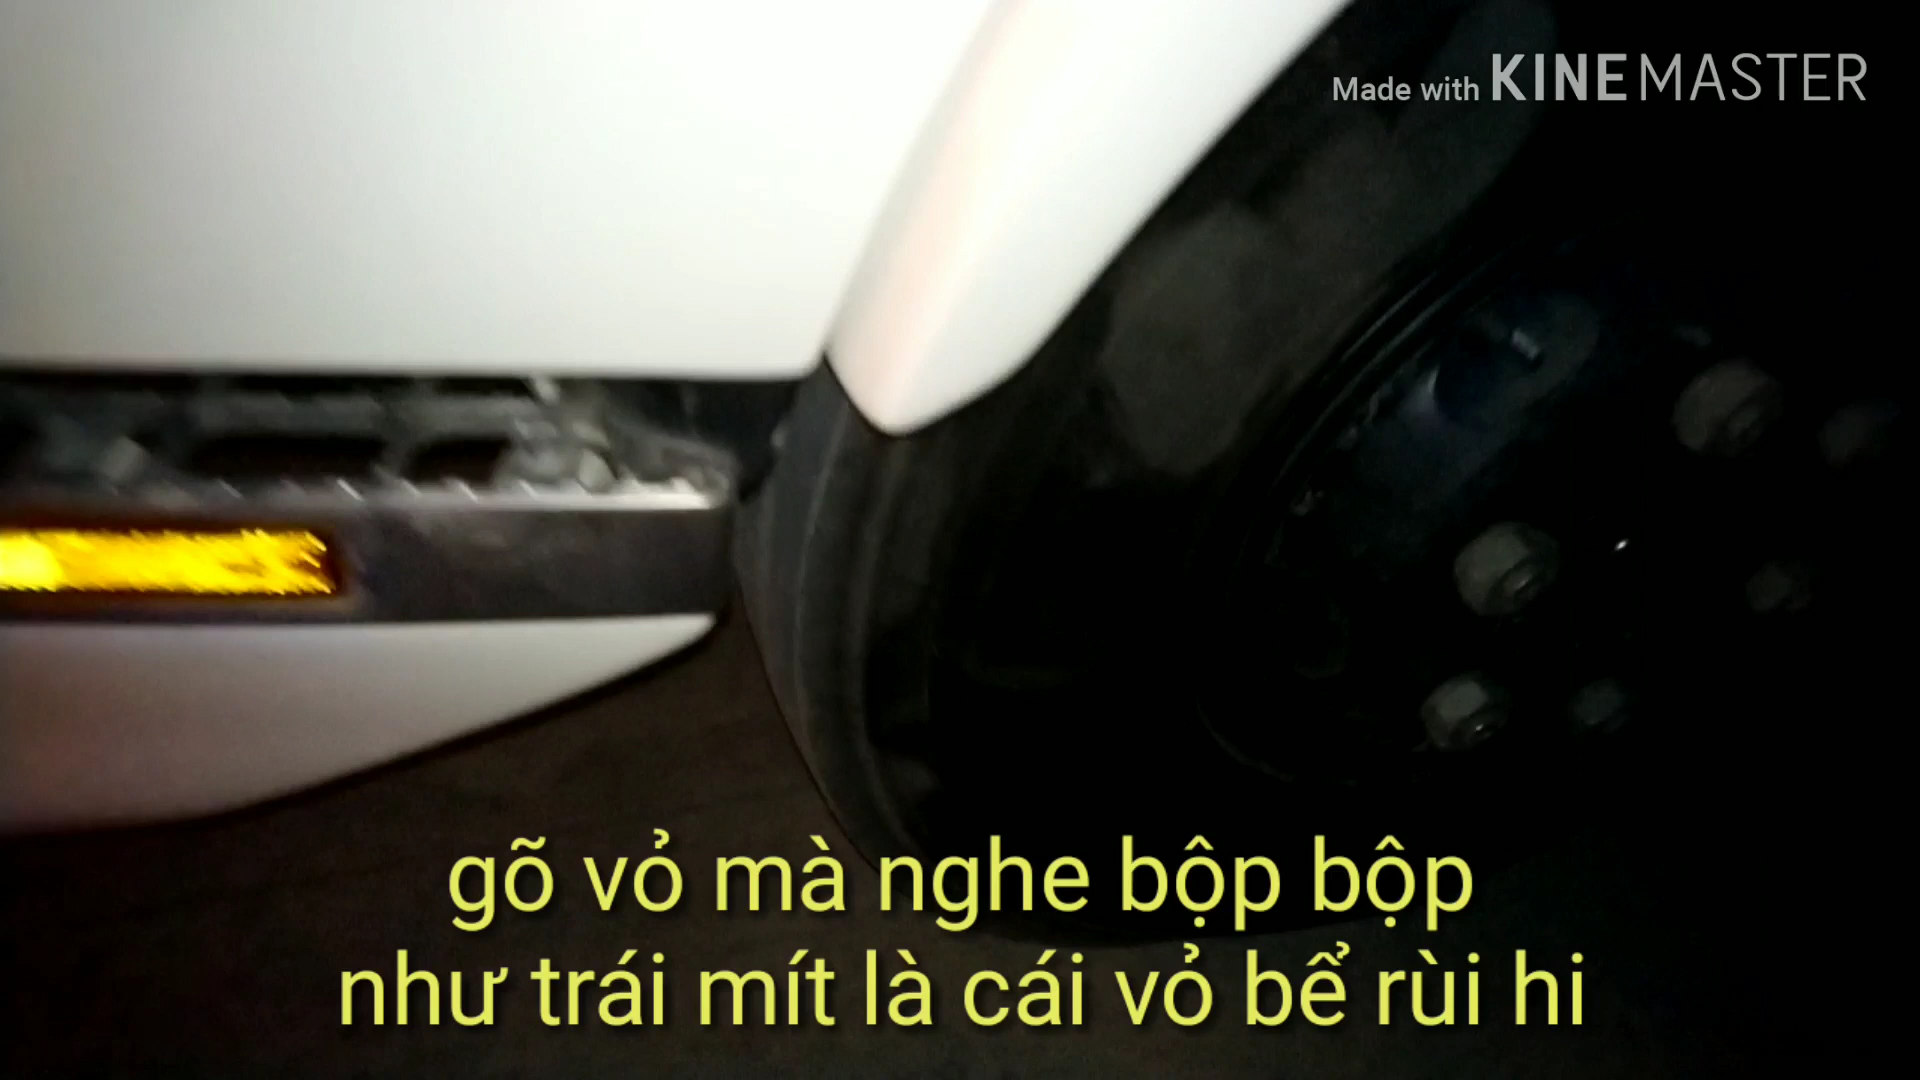 Made with KINEMASTER
gõ vỏ mà nghe bộp bộp
như trái mít là cái vỏ bể rùi hi